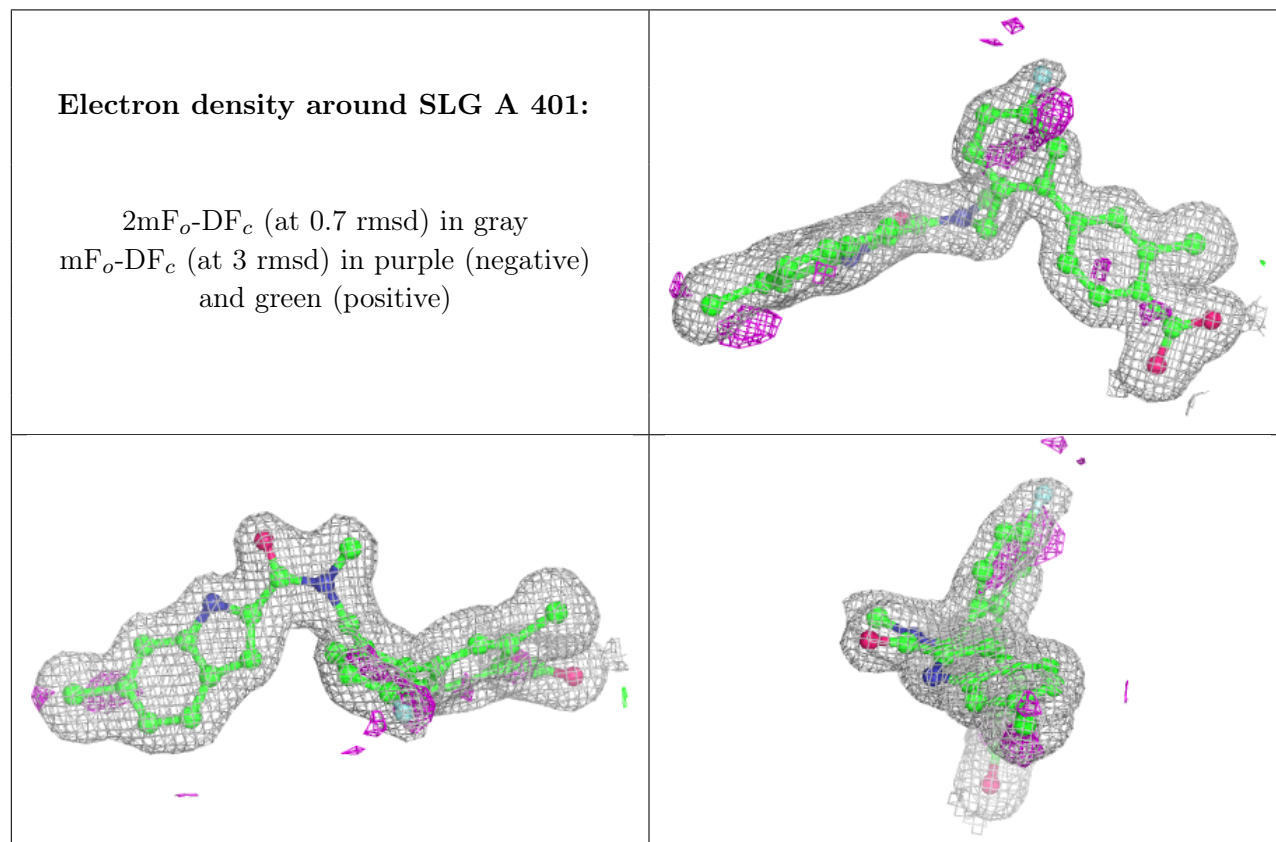 Electron density around SLG A 401:
2mFo-DFc (at 0.7 rmsd) in gray
mFo-DFc (at 3 rmsd) in purple (negative)
and green (positive)